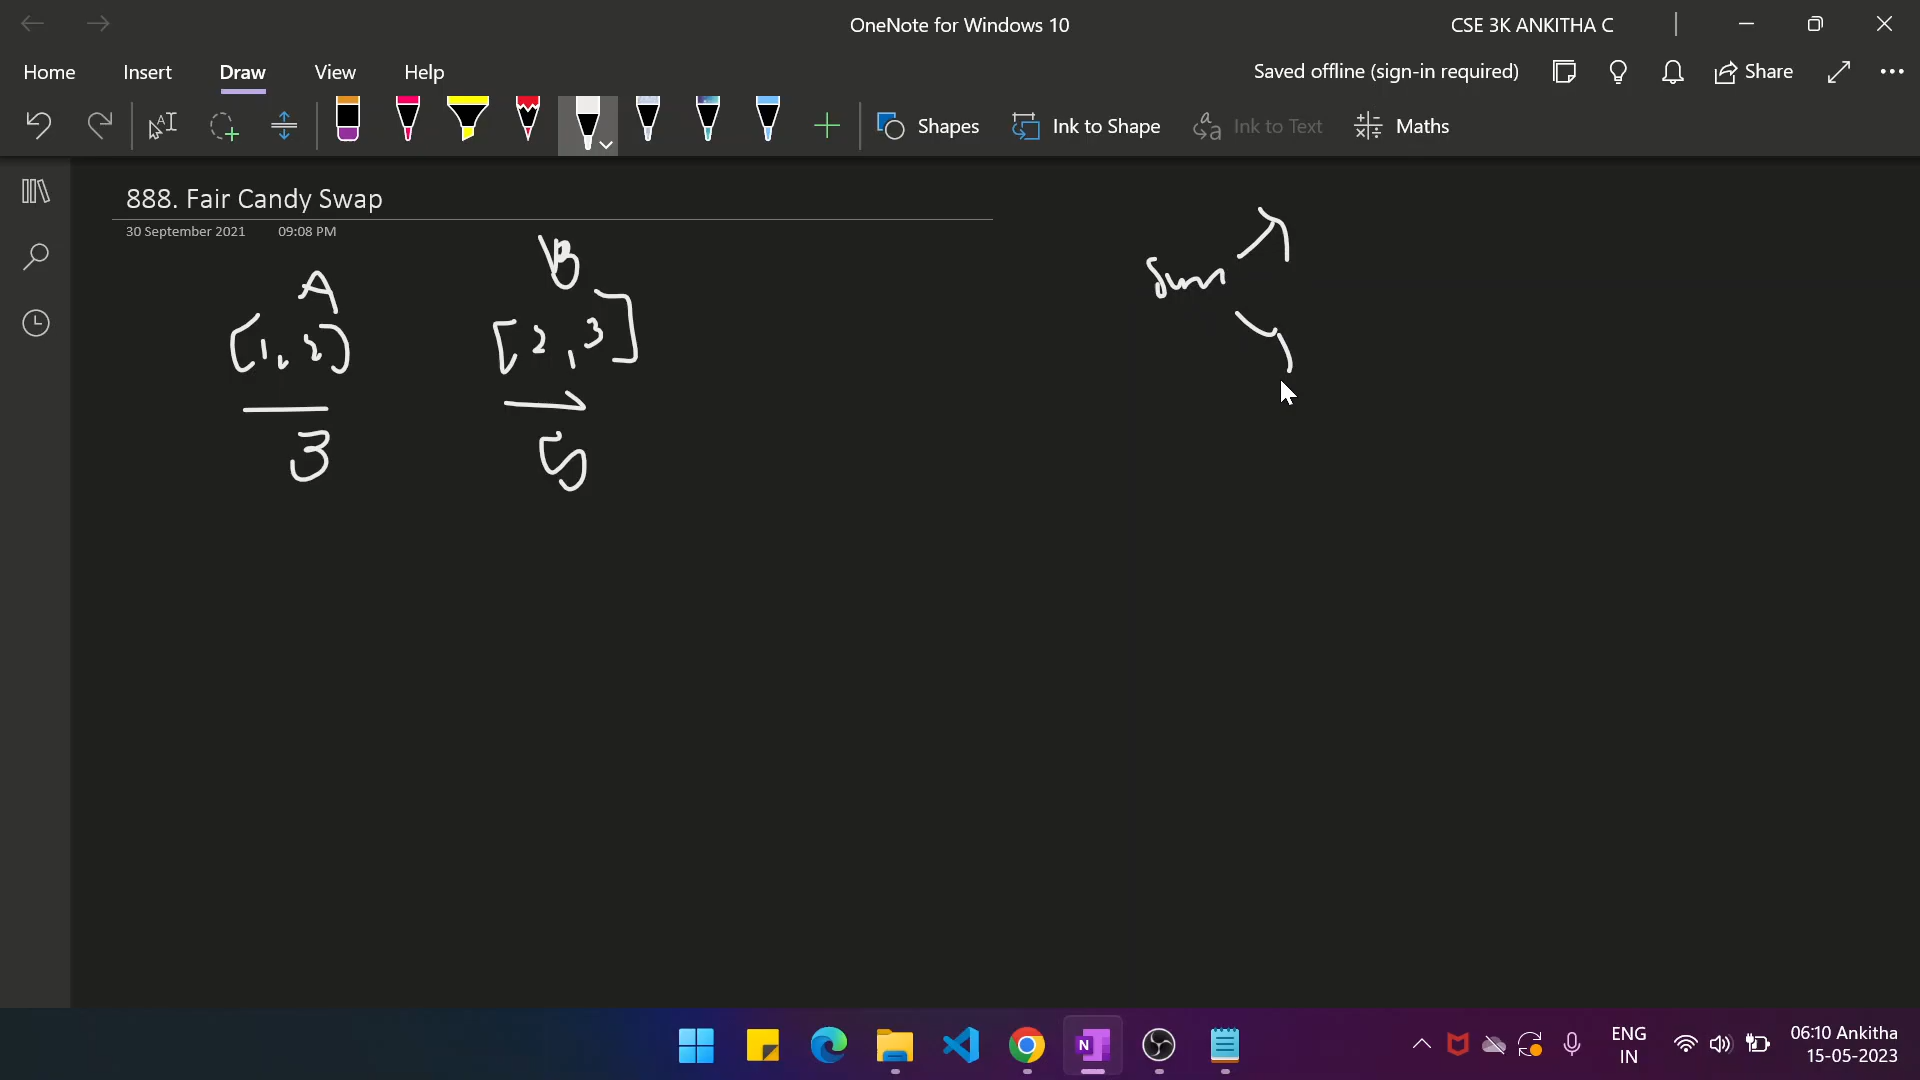 OneNote for Windows 10
CSE 3K ANKITHA C
Home Insert Draw View Help
Saved offline (sign-in required)
Share
Shapes
Ink to Shape
Ink to Text
Maths
888. Fair Candy Swap
30 September 2021 09:08 PM
A
B
[1, 2]
[2, 3]
3
5
Sum
ENG
IN
06:10 Ankitha
15-05-2023